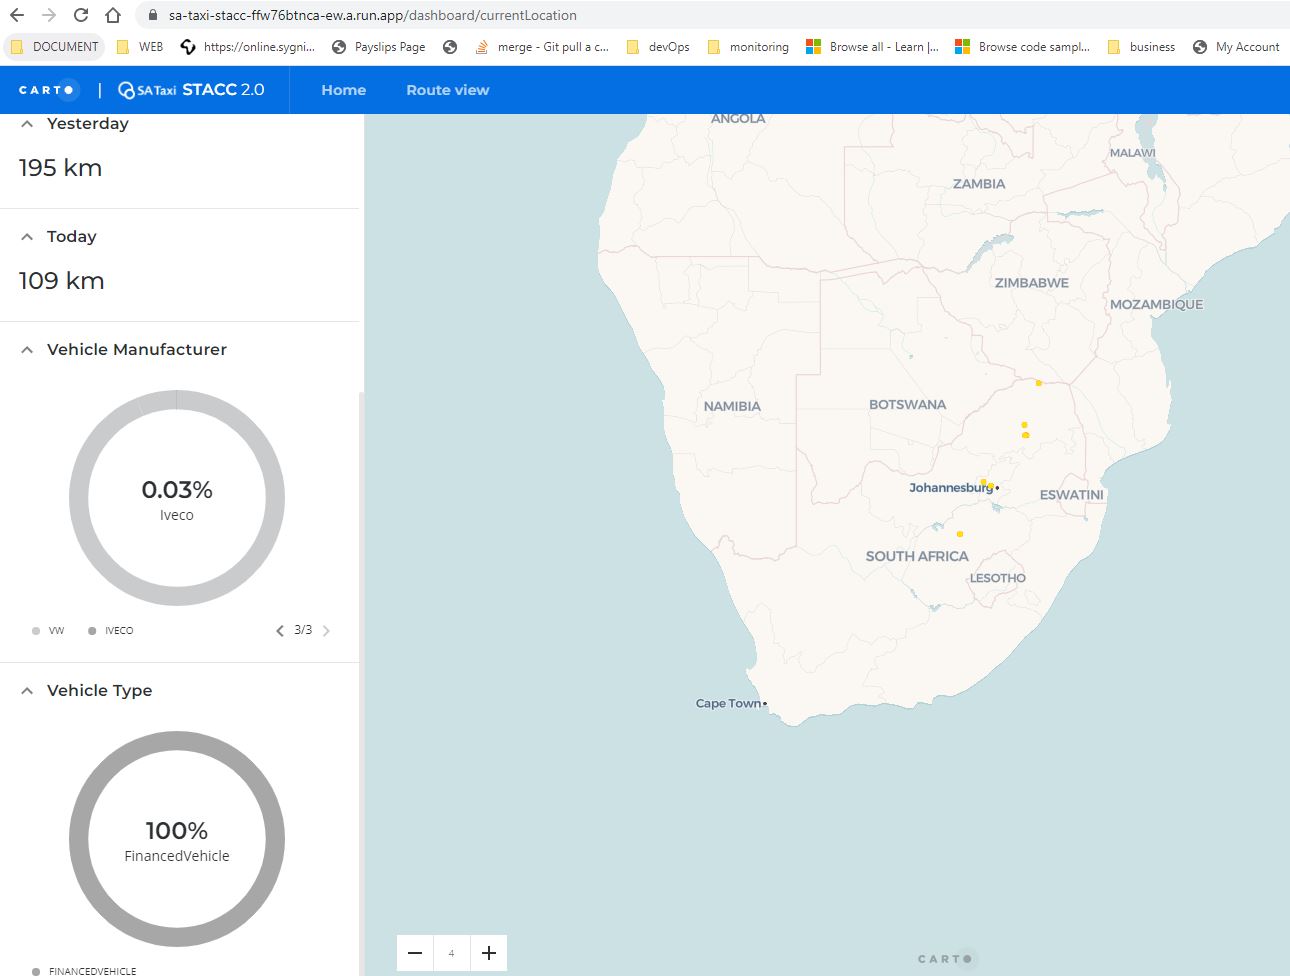 sa-taxi-stacc-ffw76btnca-ew.a.run.app/dashboard/currentLocation
DOCUMENT WEB https://online.sygni... Payslips Page merge - Git pull a c... devOps monitoring Browse all - Learn |... Browse code sampl... business My Account
CARTO | SA Taxi STACC 2.0 Home Route view
Yesterday
195 km
Today
109 km
Vehicle Manufacturer
0.03%
Iveco
VW IVECO 3/3
Vehicle Type
100%
FinancedVehicle
FINANCEDVEHICLE
ANGOLA
MALAWI
ZAMBIA
ZIMBABWE
MOZAMBIQUE
NAMIBIA
BOTSWANA
Johannesburg
ESWATINI
SOUTH AFRICA
LESOTHO
Cape Town
4
CARTO